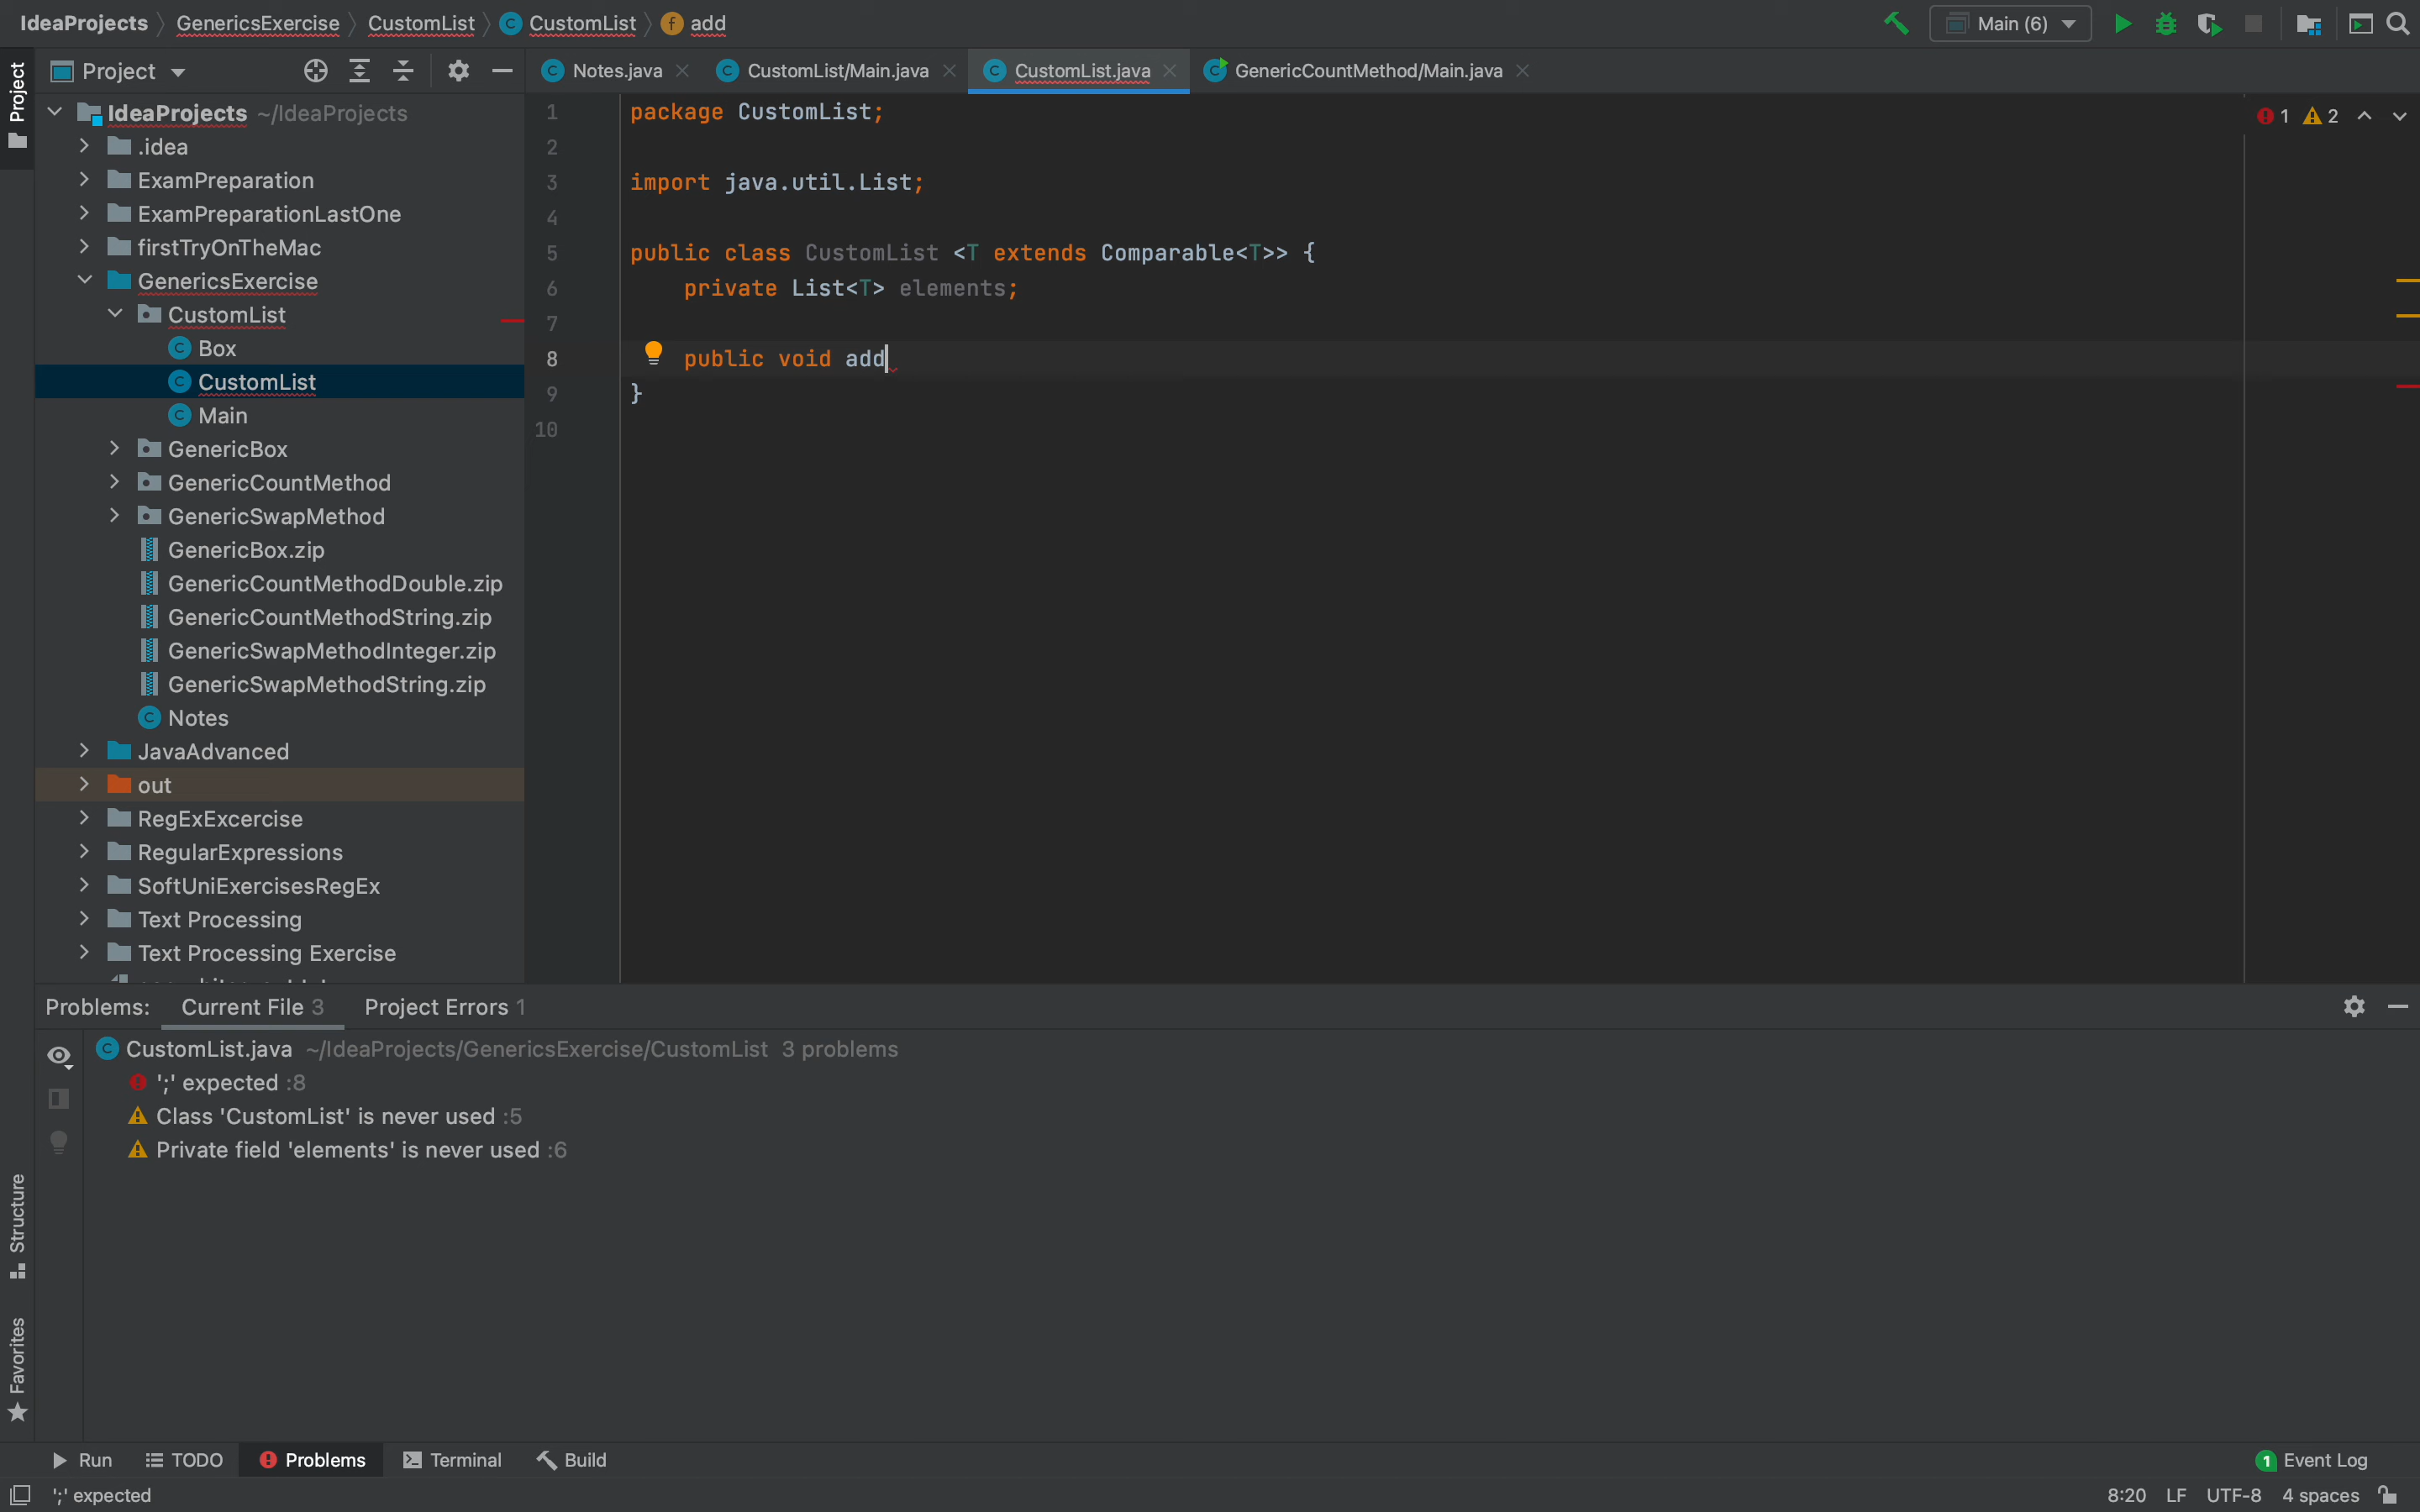 IdeaProjects GenericsExercise CustomList CustomList add Main (6)
Project
Project
Notes.java CustomList/Main.java CustomList.java GenericCountMethod/Main.java
IdeaProjects ~/IdeaProjects
.idea
ExamPreparation
ExamPreparationLastOne
firstTryOnTheMac
GenericsExercise
CustomList
Box
CustomList
Main
GenericBox
GenericCountMethod
GenericSwapMethod
GenericBox.zip
GenericCountMethodDouble.zip
GenericCountMethodString.zip
GenericSwapMethodInteger.zip
GenericSwapMethodString.zip
Notes
JavaAdvanced
out
RegExExcercise
RegularExpressions
SoftUniExercisesRegEx
Text Processing
Text Processing Exercise
1 package CustomList;
2
3 import java.util.List;
4
5 public class CustomList <T extends Comparable<T>> {
6 private List<T> elements;
7
8 public void add
9 }
10
1 2
Problems: Current File 3 Project Errors 1
CustomList.java ~/IdeaProjects/GenericsExercise/CustomList 3 problems
';' expected :8
Class 'CustomList' is never used :5
Private field 'elements' is never used :6
Structure
Favorites
Run TODO Problems Terminal Build 1 Event Log
';' expected 8:20 LF UTF-8 4 spaces